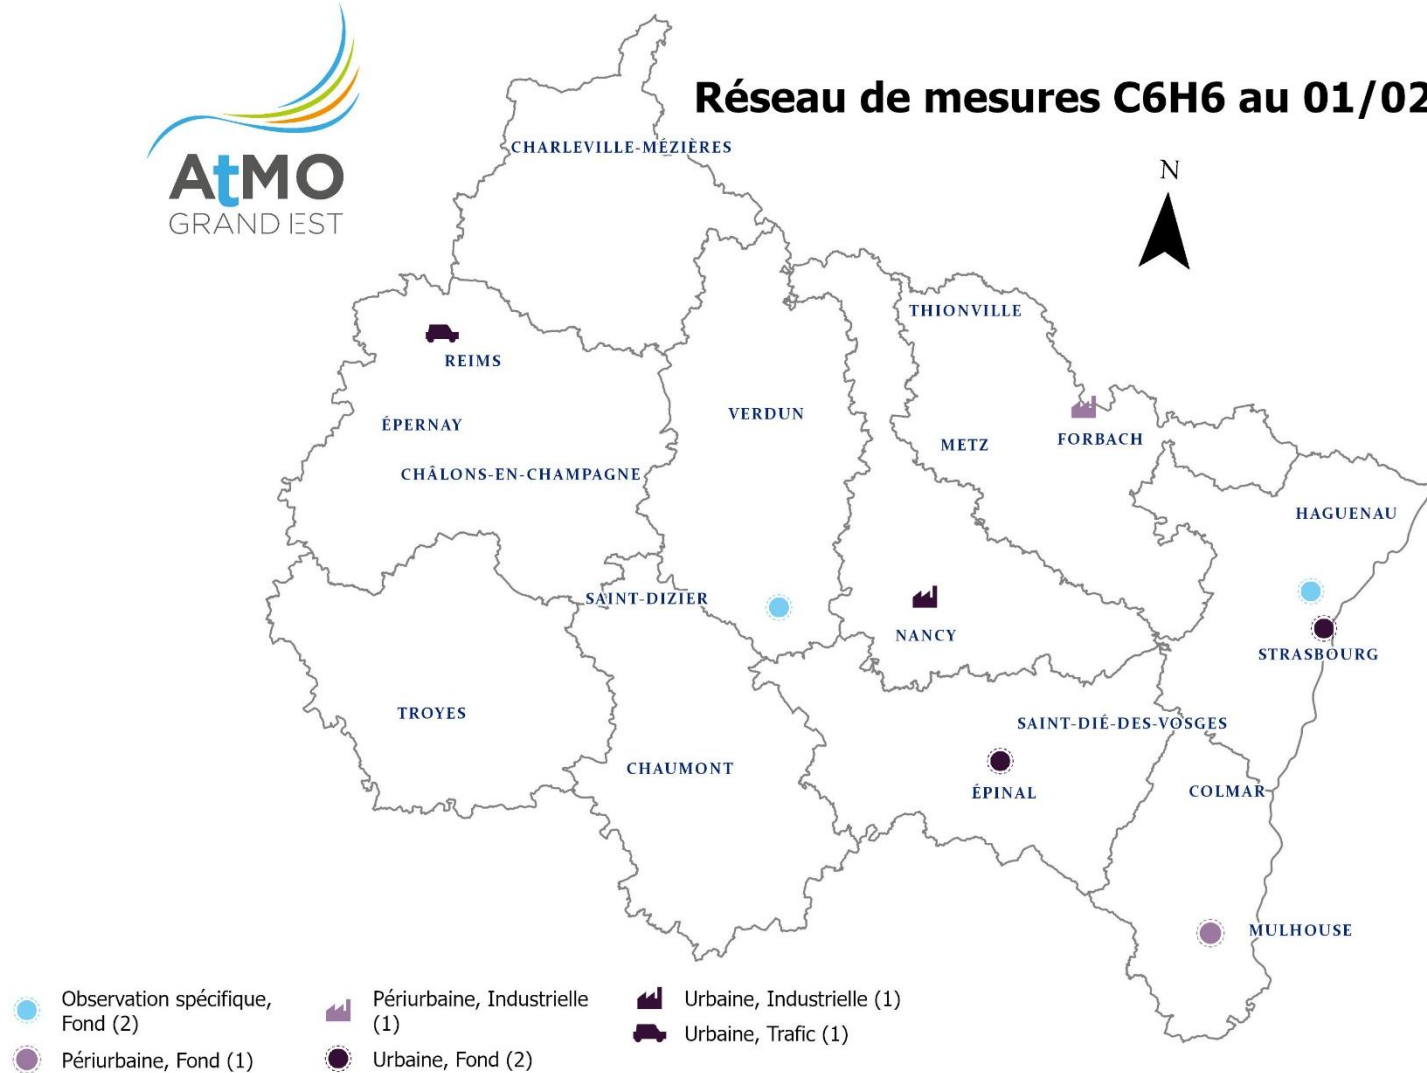 AtMO
GRAND EST
Réseau de mesures C6H6 au 01/02
N
CHARLEVILLE-MÉZIÈRES
THIONVILLE
REIMS
VERDUN
ÉPERNAY
METZ
FORBACH
CHÂLONS-EN-CHAMPAGNE
HAGUENAU
SAINT-DIZIER
NANCY
STRASBOURG
TROYES
SAINT-DIÉ-DES-VOSGES
CHAUMONT
ÉPINAL
COLMAR
MULHOUSE
Observation spécifique,
Fond (2)
Périurbaine, Fond (1)
Périurbaine, Industrielle
(1)
Urbaine, Fond (2)
Urbaine, Industrielle (1)
Urbaine, Trafic (1)